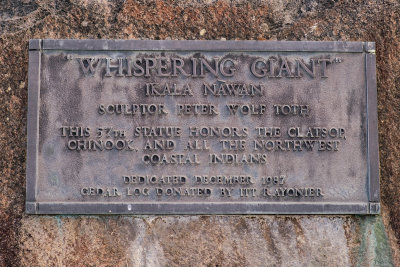 "WHISPERING GIANT"
IKALA NAWAN
SCULPTOR PETER WOLF TOTH
THIS 57TH STATUE HONORS THE CLATSOP,
CHINOOK, AND ALL THE NORTHWEST
COASTAL INDIANS
DEDICATED DECEMBER 1987
CEDAR LOG DONATED BY ITT RAYONIER